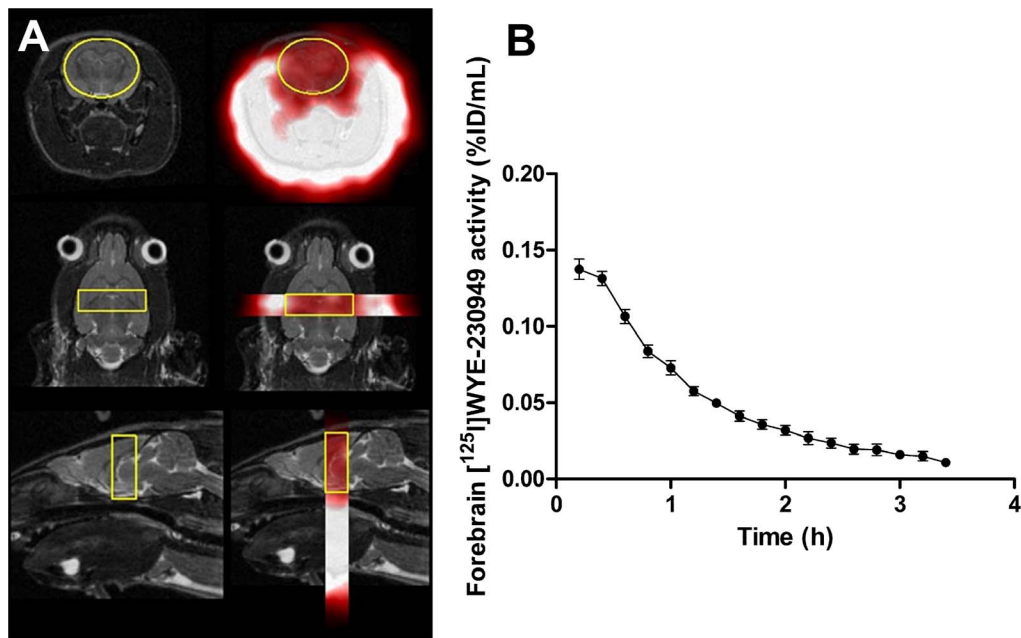 A
B
Forebrain [¹²⁵I]WYE-230949 activity (%ID/mL)
0.20
0.15
0.10
0.05
0.00
0
1
2
3
4
Time (h)